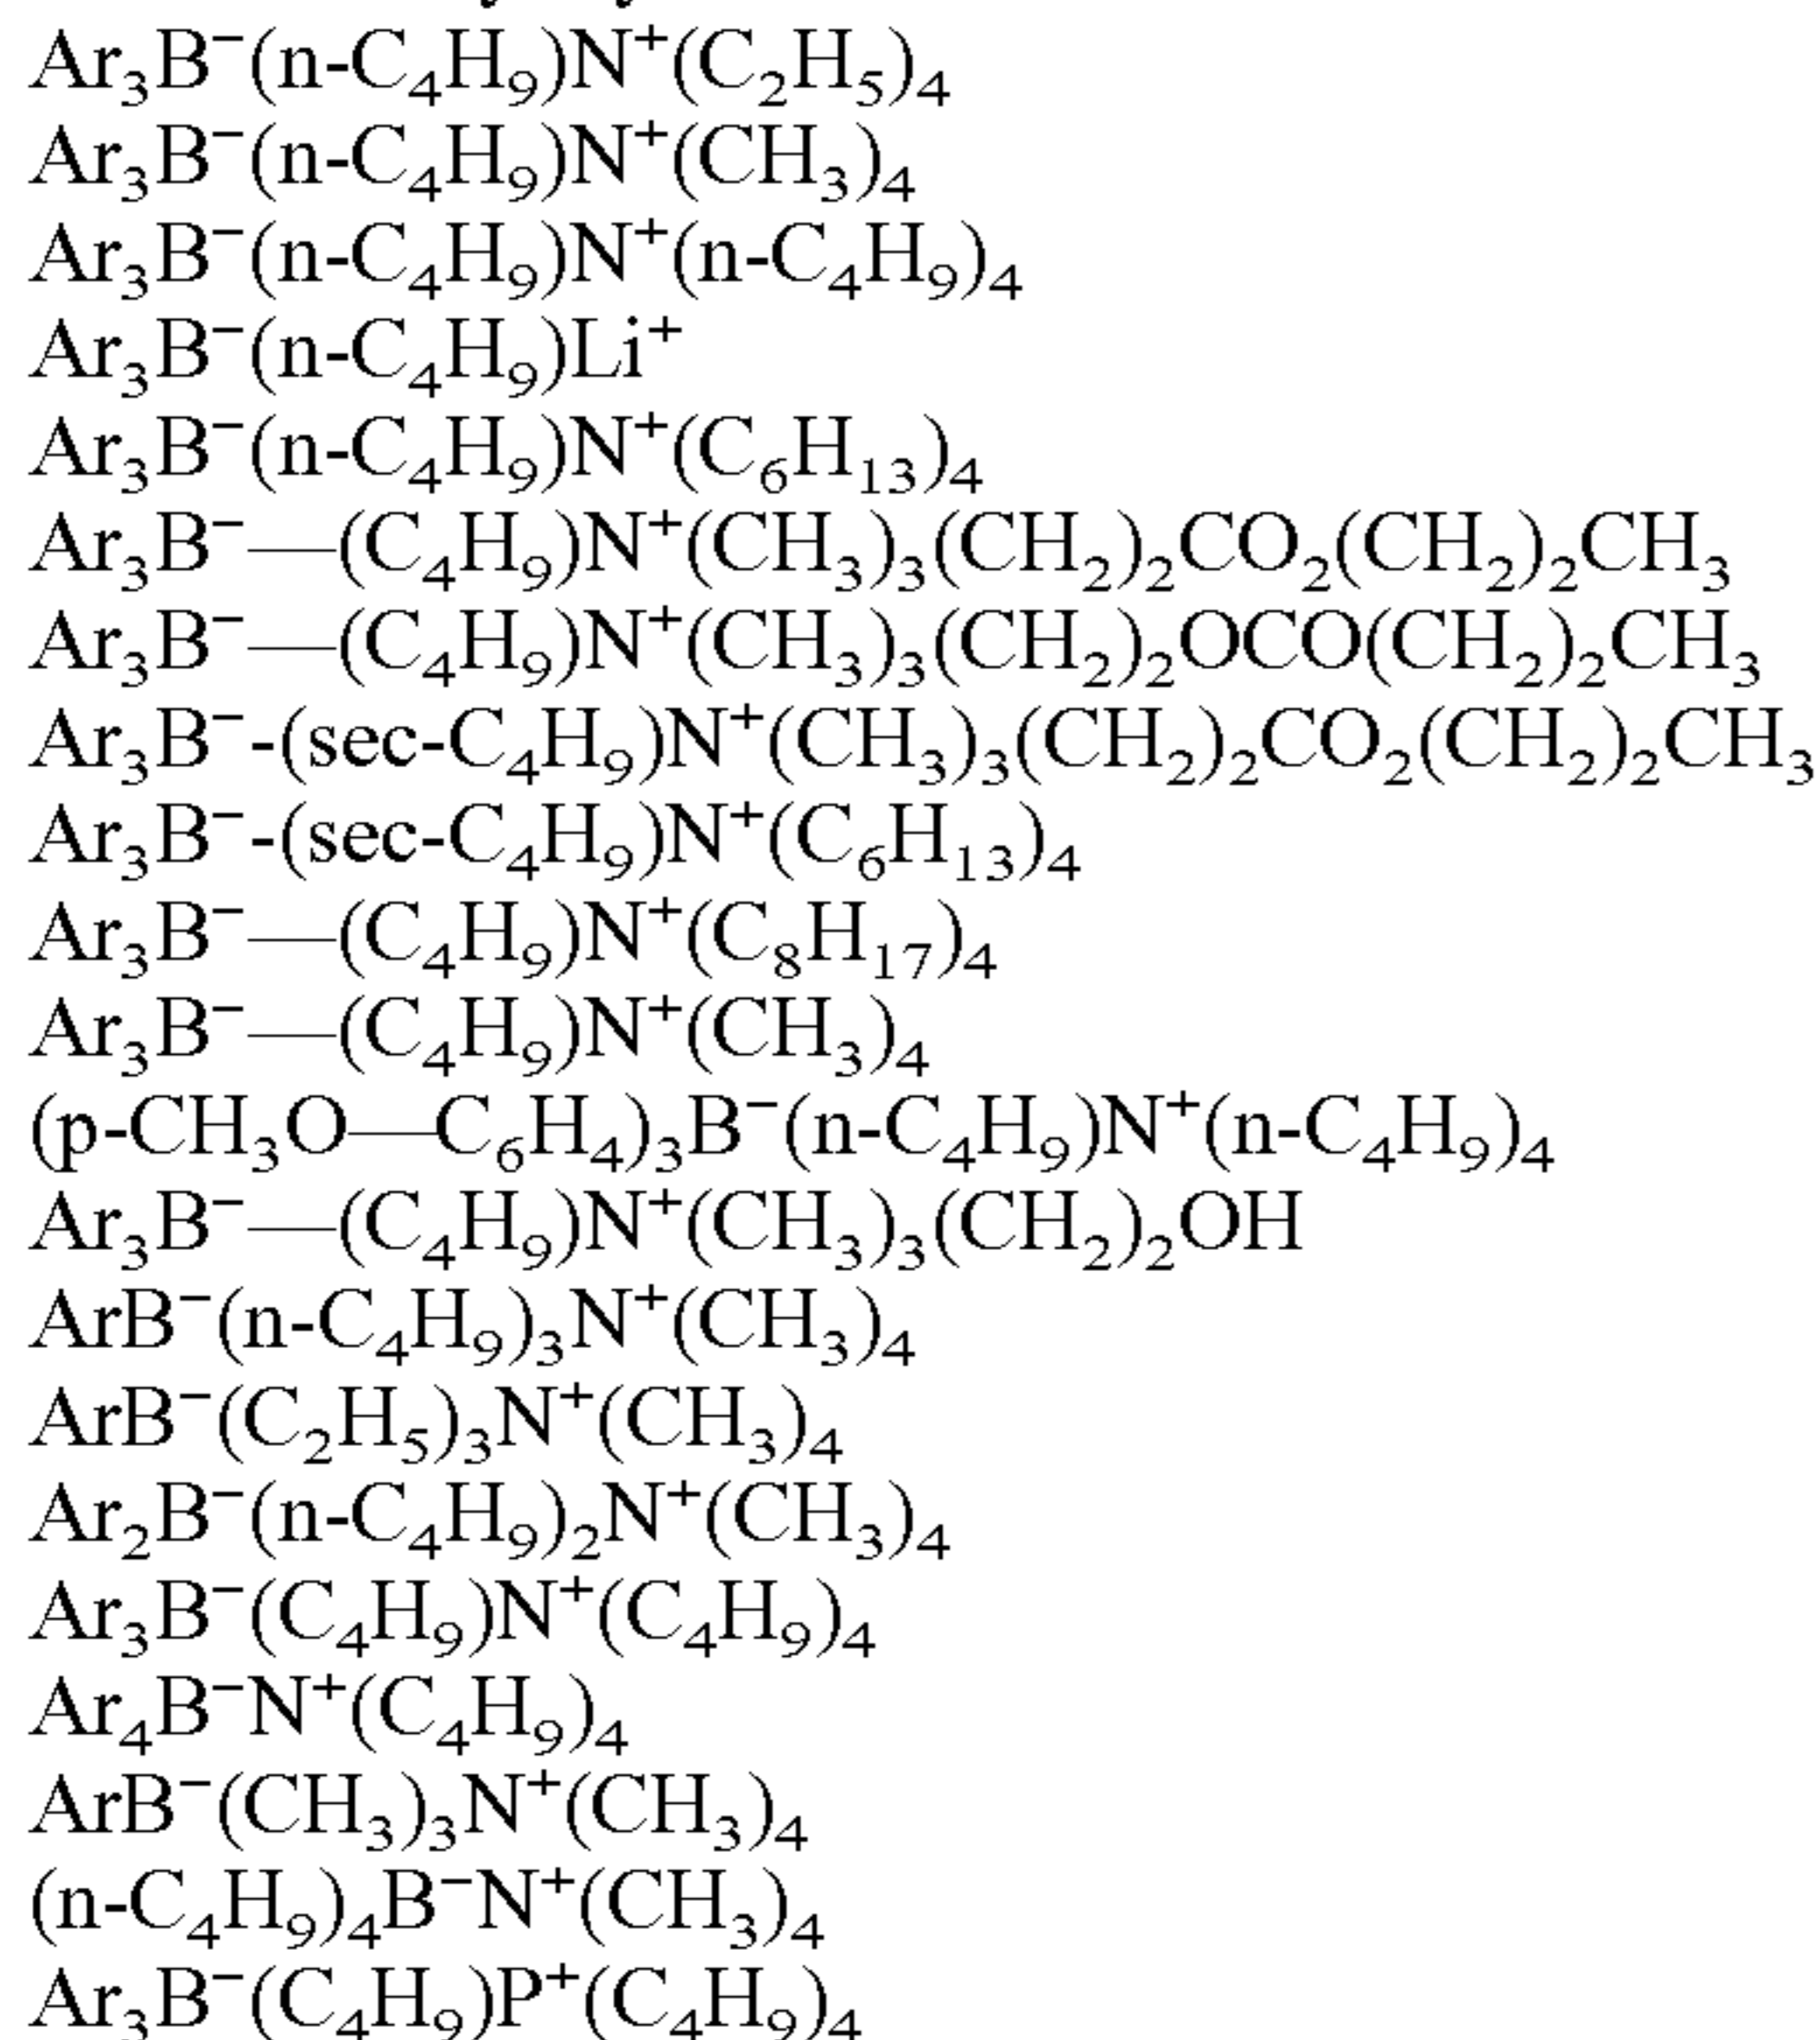 Ar₃B⁻(n-C₄H₉)N⁺(C₂H₅)₄
Ar₃B⁻(n-C₄H₉)N⁺(CH₃)₄
Ar₃B⁻(n-C₄H₉)N⁺(n-C₄H₉)₄
Ar₃B⁻(n-C₄H₉)Li⁺
Ar₃B⁻(n-C₄H₉)N⁺(C₆H₁₃)₄
Ar₃B⁻—(C₄H₉)N⁺(CH₃)₃(CH₂)₂CO₂(CH₂)₂CH₃
Ar₃B⁻—(C₄H₉)N⁺(CH₃)₃(CH₂)₂OCO(CH₂)₂CH₃
Ar₃B⁻-(sec-C₄H₉)N⁺(CH₃)₃(CH₂)₂CO₂(CH₂)₂CH₃
Ar₃B⁻-(sec-C₄H₉)N⁺(C₆H₁₃)₄
Ar₃B⁻—(C₄H₉)N⁺(C₈H₁₇)₄
Ar₃B⁻—(C₄H₉)N⁺(CH₃)₄
(p-CH₃O—C₆H₄)₃B⁻(n-C₄H₉)N⁺(n-C₄H₉)₄
Ar₃B⁻—(C₄H₉)N⁺(CH₃)₃(CH₂)₂OH
ArB⁻(n-C₄H₉)₃N⁺(CH₃)₄
ArB⁻(C₂H₅)₃N⁺(CH₃)₄
Ar₂B⁻(n-C₄H₉)₂N⁺(CH₃)₄
Ar₃B⁻(C₄H₉)N⁺(C₄H₉)₄
Ar₄B⁻N⁺(C₄H₉)₄
ArB⁻(CH₃)₃N⁺(CH₃)₄
(n-C₄H₉)₄B⁻N⁺(CH₃)₄
Ar₃B⁻(C₄H₉)P⁺(C₄H₉)₄